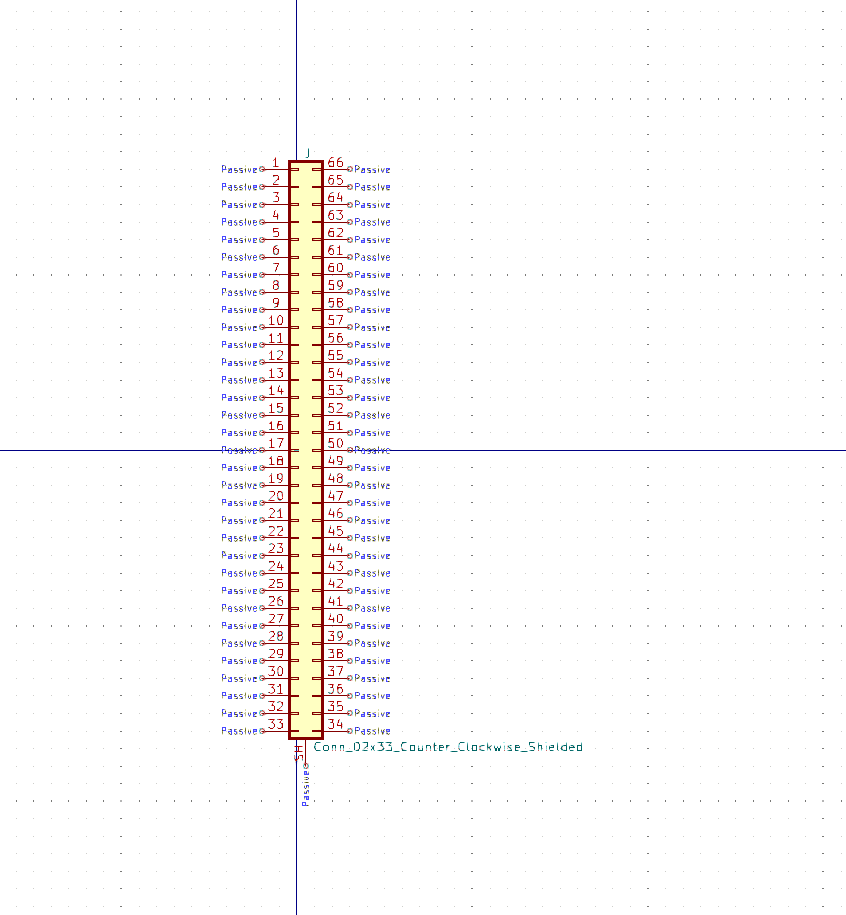 J
Passive 1 66 Passive
Passive 2 65 Passive
Passive 3 64 Passive
Passive 4 63 Passive
Passive 5 62 Passive
Passive 6 61 Passive
Passive 7 60 Passive
Passive 8 59 Passive
Passive 9 58 Passive
Passive 10 57 Passive
Passive 11 56 Passive
Passive 12 55 Passive
Passive 13 54 Passive
Passive 14 53 Passive
Passive 15 52 Passive
Passive 16 51 Passive
Passive 17 50 Passive
Passive 18 49 Passive
Passive 19 48 Passive
Passive 20 47 Passive
Passive 21 46 Passive
Passive 22 45 Passive
Passive 23 44 Passive
Passive 24 43 Passive
Passive 25 42 Passive
Passive 26 41 Passive
Passive 27 40 Passive
Passive 28 39 Passive
Passive 29 38 Passive
Passive 30 37 Passive
Passive 31 36 Passive
Passive 32 35 Passive
Passive 33 34 Passive
SH Conn_02x33_Counter_Clockwise_Shielded
Passive